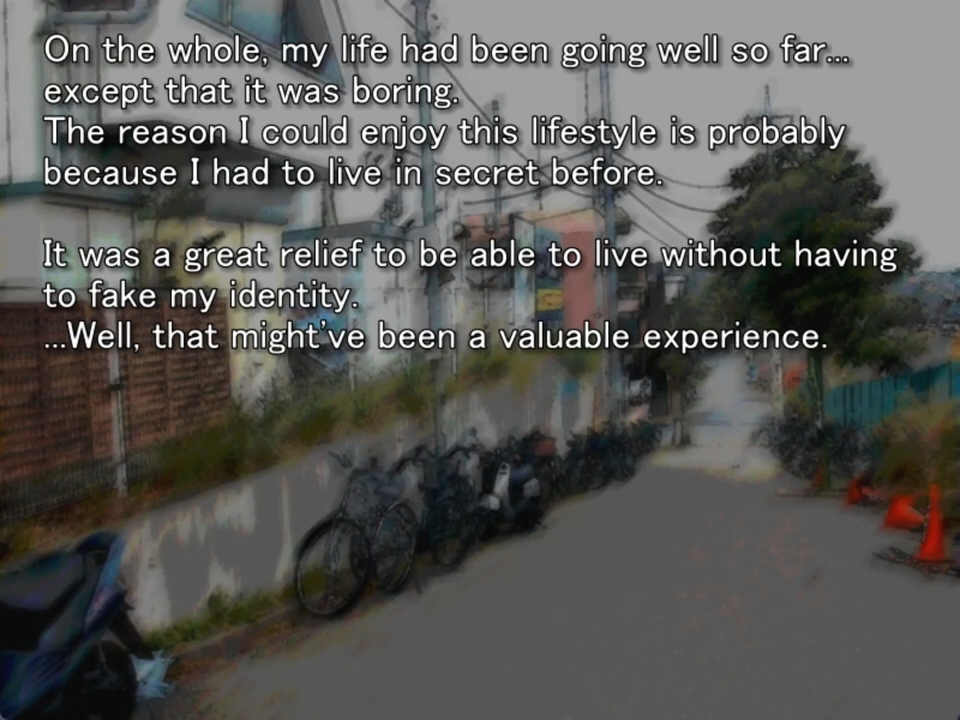 On the whole, my life had been going well so far...
except that it was boring.
The reason I could enjoy this lifestyle is probably
because I had to live in secret before.
It was a great relief to be able to live without having
to fake my identity.
...Well, that might've been a valuable experience.